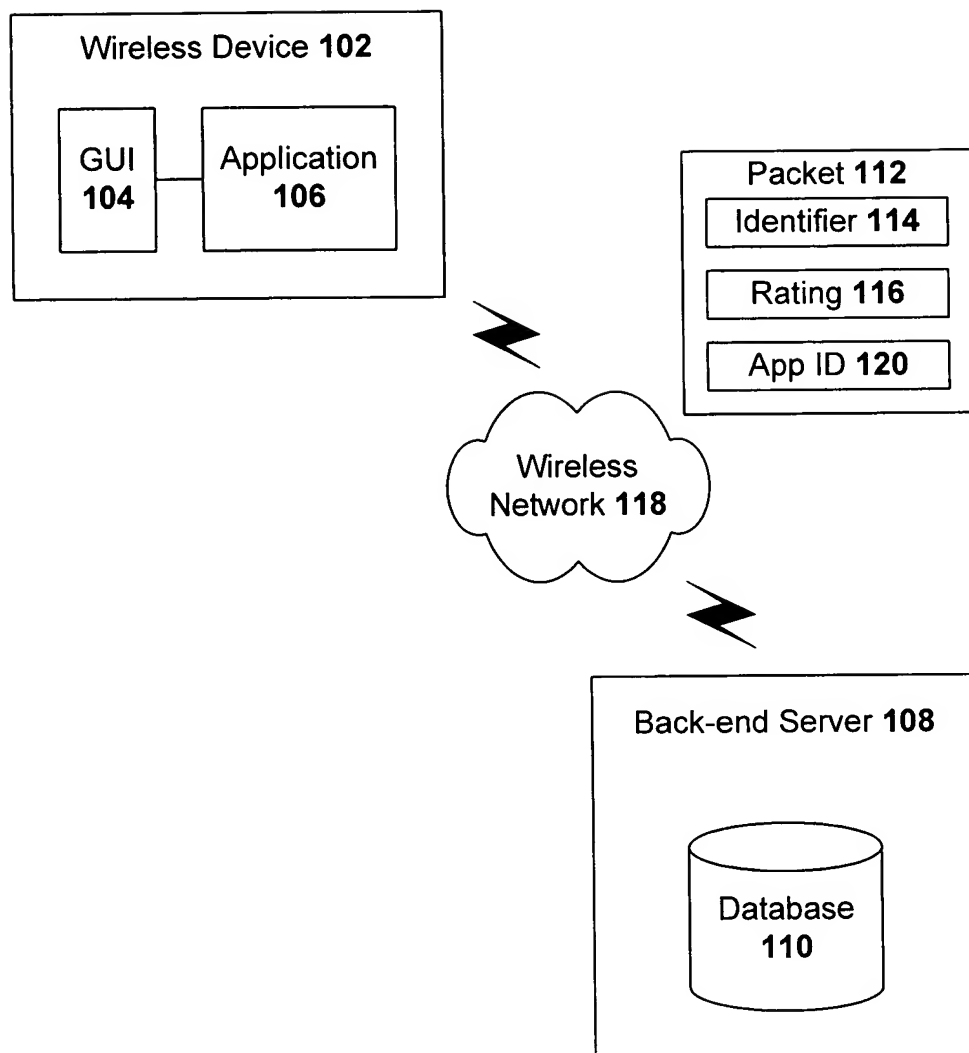 Wireless Device 102
GUI
104
Application
106
Packet 112
Identifier 114
Rating 116
App ID 120
Wireless
Network 118
Back-end Server 108
Database
110